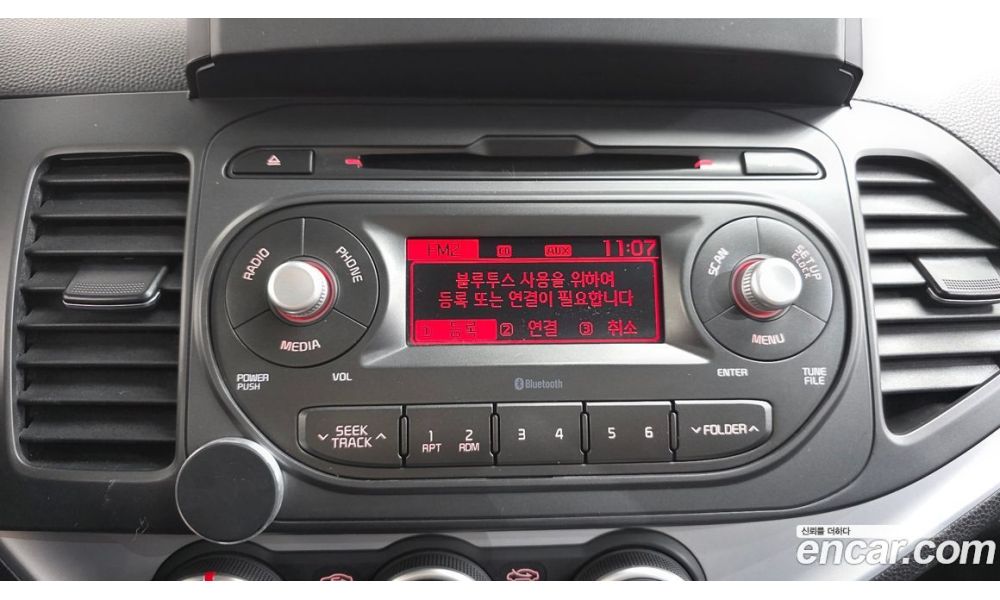 RADIO
PHONE
MEDIA
POWER
PUSH
VOL
FM2 CD AUX 11:07
블루투스 사용을 위하여
등록 또는 연결이 필요합니다
1 등록 2 연결 3 취소
Bluetooth
SCAN
SETUP
CLOCK
MENU
ENTER
TUNE
FILE
SEEK
TRACK
1 2
RPT RDM
3 4
5 6
FOLDER
신뢰를 더하다
encar.com